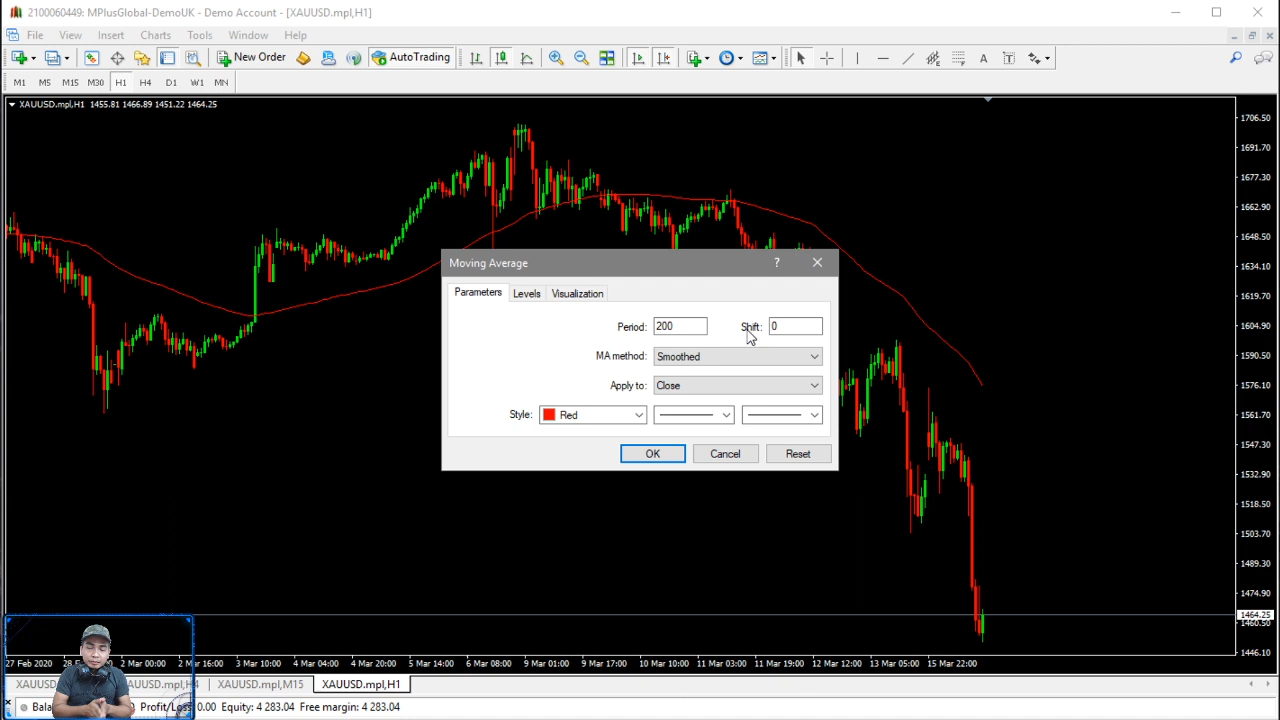 2100060449: MPlusGlobal-DemoUK - Demo Account - [XAUUSD.mpl,H1]
File View Insert Charts Tools Window Help
New Order AutoTrading A T
M1 M5 M15 M30 H1 H4 D1 W1 MN
XAUUSD.mpl,H1 1455.81 1466.89 1451.22 1464.25
1706.50
1691.70
1677.30
1662.90
1648.50
1634.10
1619.70
1604.90
1590.50
1576.10
1561.70
1547.30
1532.90
1518.50
1503.70
1489.30
1474.90
1464.25
1460.50
1446.10
Moving Average ?
Parameters Levels Visualization
Period: 200 Shift: 0
MA method: Smoothed
Apply to: Close
Style: Red
OK Cancel Reset
27 Feb 2020 28 2 Mar 00:00 2 Mar 16:00 3 Mar 10:00 4 Mar 04:00 4 Mar 20:00 5 Mar 14:00 6 Mar 08:00 9 Mar 01:00 9 Mar 17:00 10 Mar 10:00 11 Mar 03:00 11 Mar 19:00 12 Mar 12:00 13 Mar 05:00 15 Mar 22:00
XAUUSD.mpl,M15 XAUUSD.mpl,H1
0.00 Equity: 4 283.04 Free margin: 4 283.04